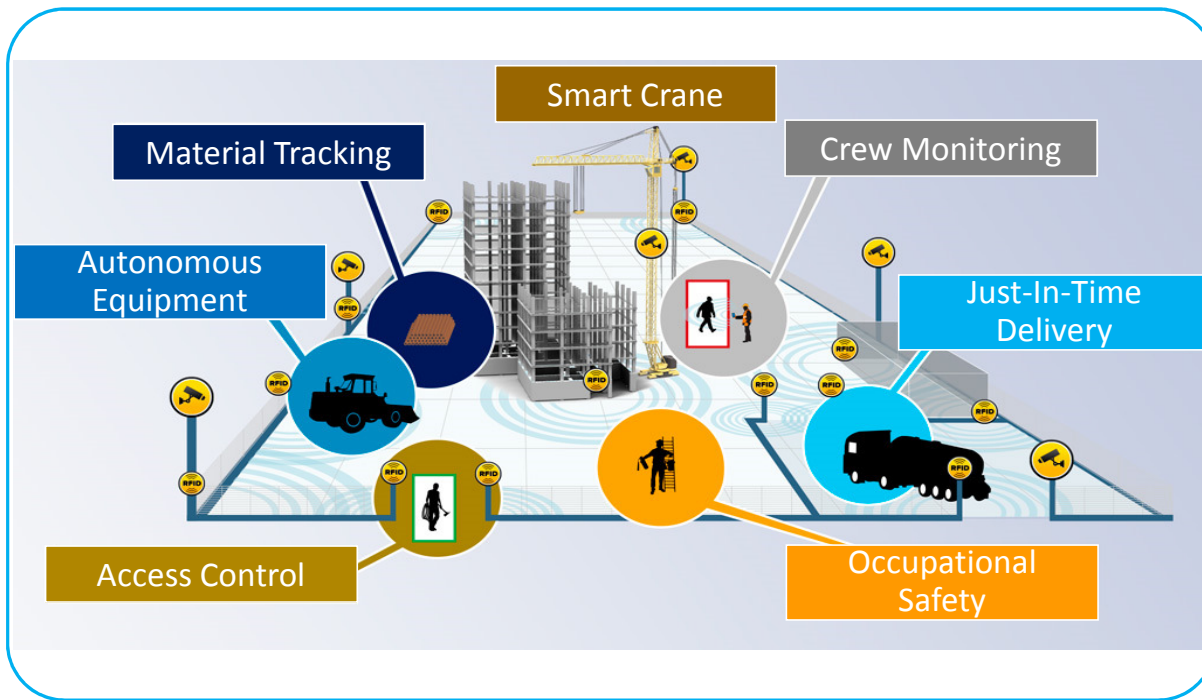 Smart Crane
Material Tracking
Crew Monitoring
RFID
RFID
Autonomous
Equipment
Just-In-Time
Delivery
RFID
RFID
RFID
RFID
RFID
RFID
RFID
RFID
RFID
RFID
RFID
Access Control
Occupational
Safety